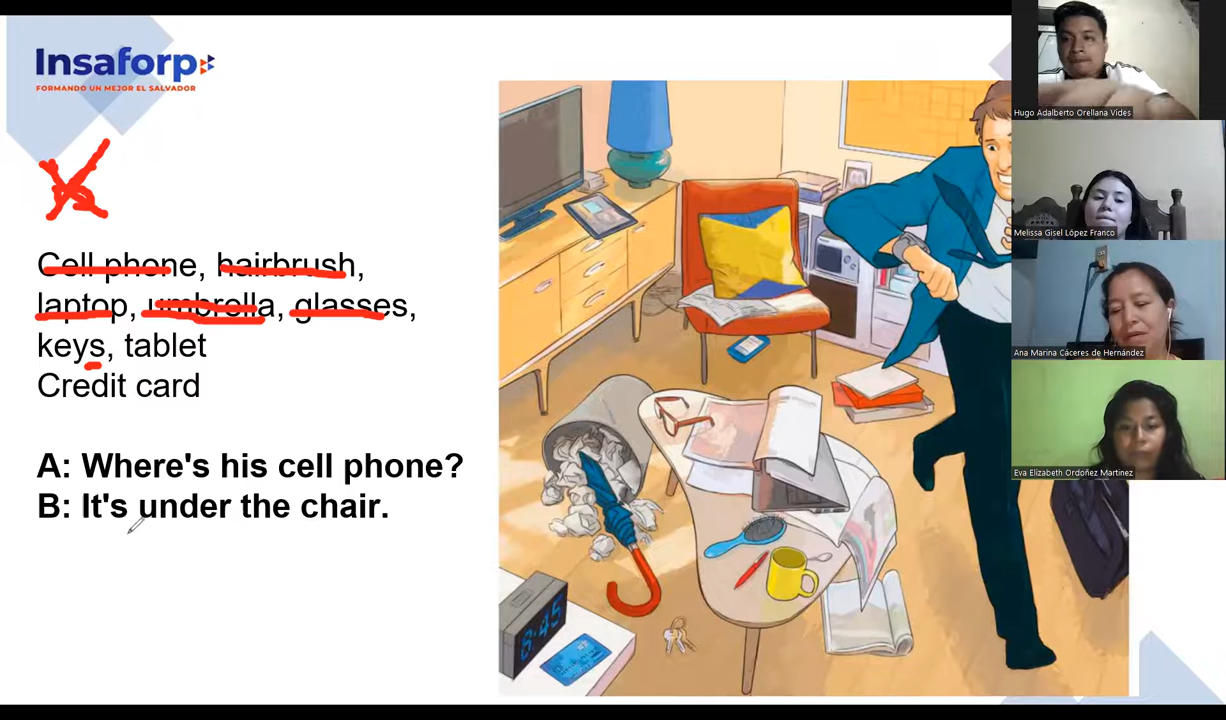 Insaforp
FORMANDO UN MEJOR EL SALVADOR
Cell phone, hairbrush,
laptop, umbrella, glasses,
keys, tablet
Credit card
A: Where's his cell phone?
B: It's under the chair.
8:45
Hugo Adalberto Orellana Vides
Melissa Gisel López Franco
Ana Marina Cáceres de Hernández
Eva Elizabeth Ordoñez Martinez